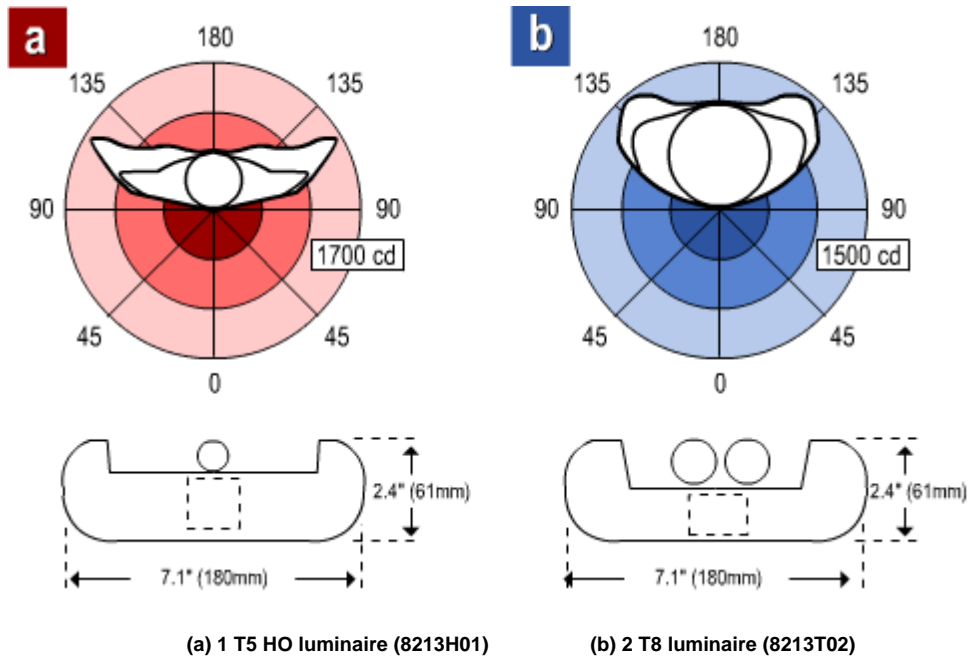 a
b
180
180
135
135
135
135
90
90
90
90
1700 cd
1500 cd
45
45
45
45
0
0
2.4" (61mm)
2.4" (61mm)
7.1" (180mm)
7.1" (180mm)
(a) 1 T5 HO luminaire (8213H01)
(b) 2 T8 luminaire (8213T02)